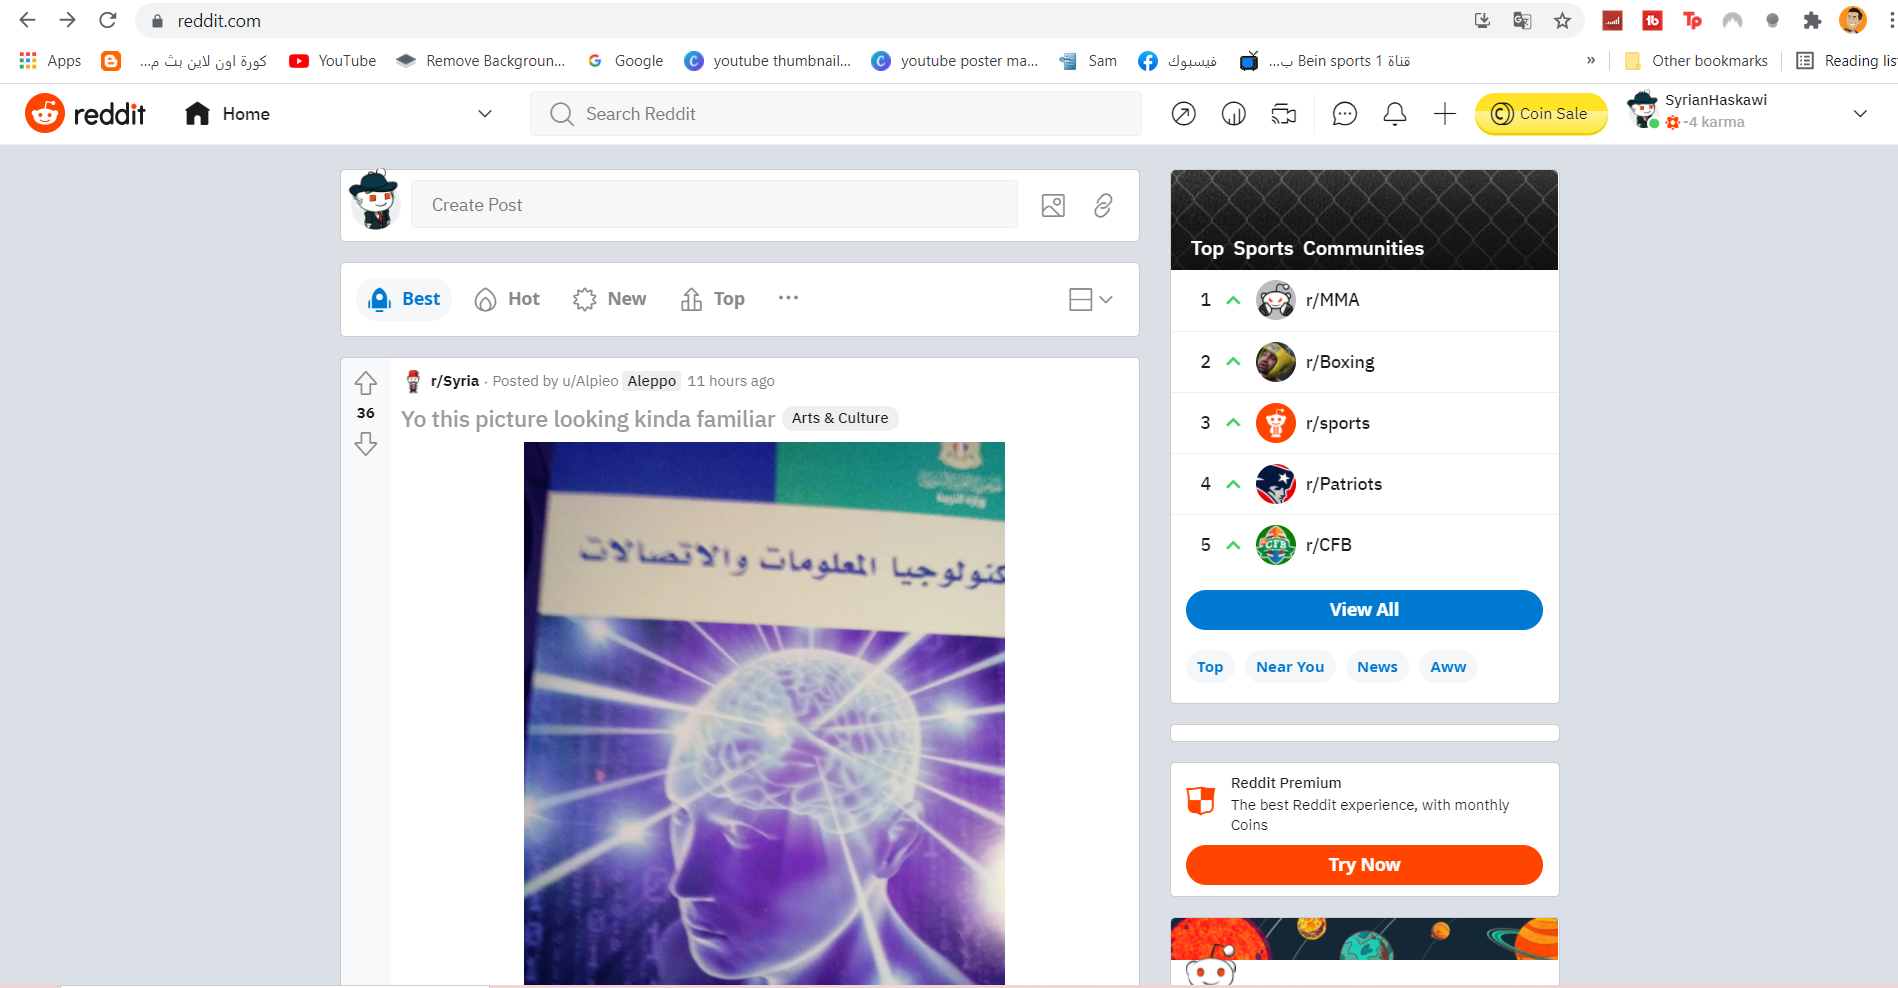 reddit.com
Apps
كورة اون لاين بث م...
YouTube
Remove Backgroun...
Google
youtube thumbnail...
youtube poster ma...
Sam
فيسبوك
قناة Bein sports 1 ب...
»
Other bookmarks
Reading lis
reddit
Home
Search Reddit
Coin Sale
SyrianHaskawi
-4 karma
Create Post
Best
Hot
New
Top
36
r/Syria · Posted by u/Alpieo Aleppo 11 hours ago
Yo this picture looking kinda familiar Arts & Culture
وزارة التربية
كنولوجيا المعلومات والاتصالات
Top Sports Communities
1 r/MMA
2 r/Boxing
3 r/sports
4 r/Patriots
5 CFB r/CFB
View All
Top
Near You
News
Aww
Reddit Premium
The best Reddit experience, with monthly
Coins
Try Now